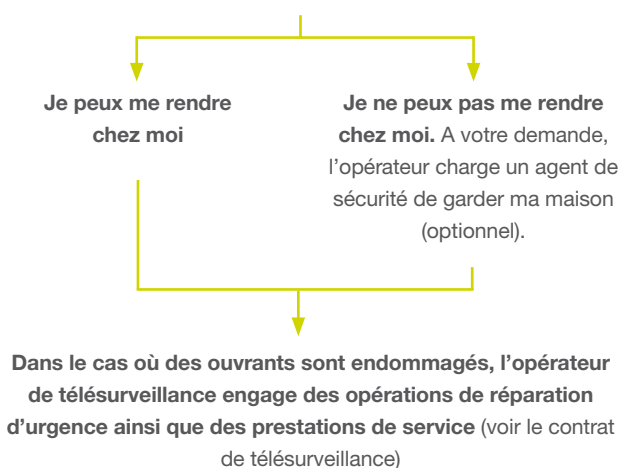 Je peux me rendre
chez moi
Je ne peux pas me rendre
chez moi. A votre demande,
l’opérateur charge un agent de
sécurité de garder ma maison
(optionnel).
Dans le cas où des ouvrants sont endommagés, l’opérateur
de télésurveillance engage des opérations de réparation
d’urgence ainsi que des prestations de service (voir le contrat
de télésurveillance)